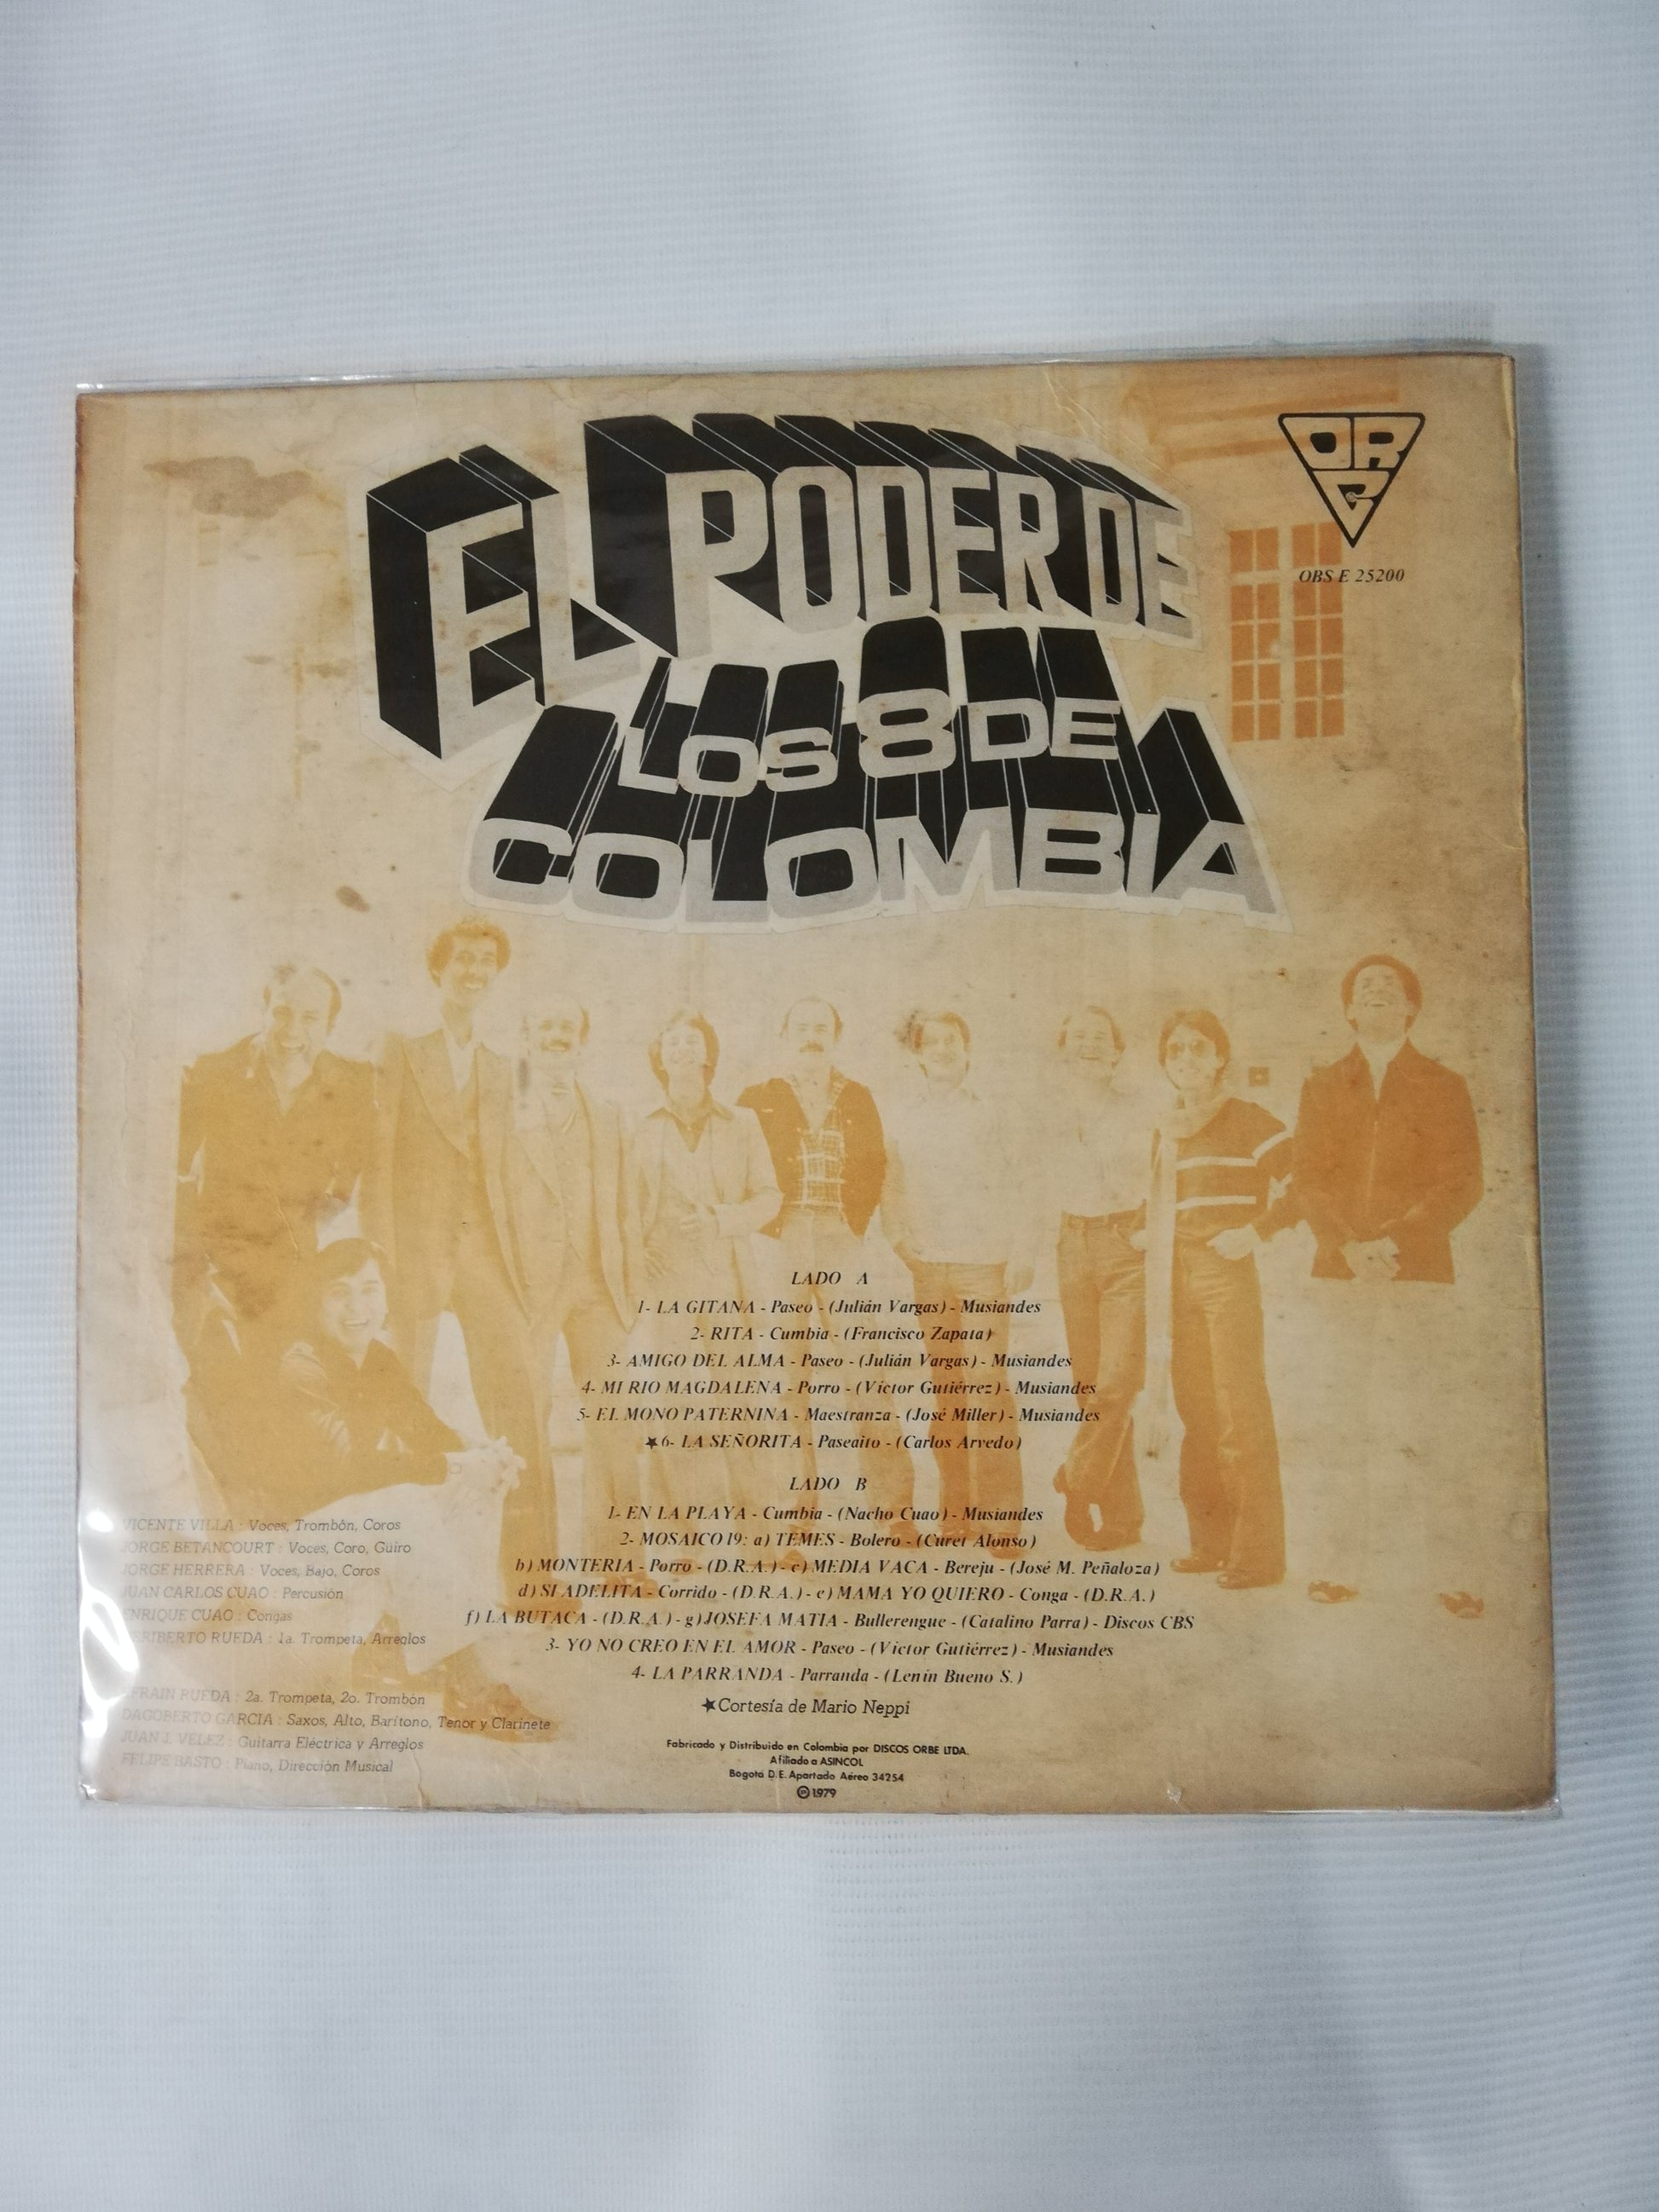 EL PODER DE
LOS 8 DE
COLOMBIA
ORBE
OBS E 25200
LADO A
1- LA GITANA - Paseo - (Julián Vargas) - Musiandes
2- RITA - Cumbia - (Francisco Zapata)
3- AMIGO DEL ALMA - Paseo - (Julián Vargas) - Musiandes
4- MI RIO MAGDALENA - Porro - (Víctor Gutiérrez) - Musiandes
5- EL MONO PATERNINA - Maestranza - (José Miller) - Musiandes
★6- LA SEÑORITA - Paseaito - (Carlos Arvedo)
LADO B
1- EN LA PLAYA - Cumbia - (Nacho Cuao) - Musiandes
2- MOSAICO 19: a) TEMES - Bolero - (Curet Alonso)
b) MONTERIA - Porro - (D.R.A.) - c) MEDIA VACA - Bereju - (José M. Peñaloza)
d) SI ADELITA - Corrido - (D.R.A.) - e) MAMA YO QUIERO - Conga - (D.R.A.)
f) LA BUTACA - (D.R.A.) - g) JOSEFA MATIA - Bullerengue - (Catalino Parra) - Discos CBS
3- YO NO CREO EN EL AMOR - Paseo - (Víctor Gutiérrez) - Musiandes
4- LA PARRANDA - Parranda - (Lenín Bueno S.)
★Cortesía de Mario Neppi
VICENTE VILLA : Voces, Trombón, Coros
JORGE BETANCOURT : Voces, Coro, Guiro
JORGE HERRERA : Voces, Bajo, Coros
JUAN CARLOS CUAO : Percusión
ENRIQUE CUAO : Congas
HERIBERTO RUEDA : 1a. Trompeta, Arreglos
EFRAIN RUEDA : 2a. Trompeta, 2o. Trombón
DAGOBERTO GARCIA : Saxos, Alto, Barítono, Tenor y Clarinete
JUAN J. VELEZ : Guitarra Eléctrica y Arreglos
FELIPE BASTO : Piano, Dirección Musical
Fabricado y Distribuido en Colombia por DISCOS ORBE LTDA.
Afiliado a ASINCOL
Bogotá D.E. Apartado Aéreo 34254
℗ 1979